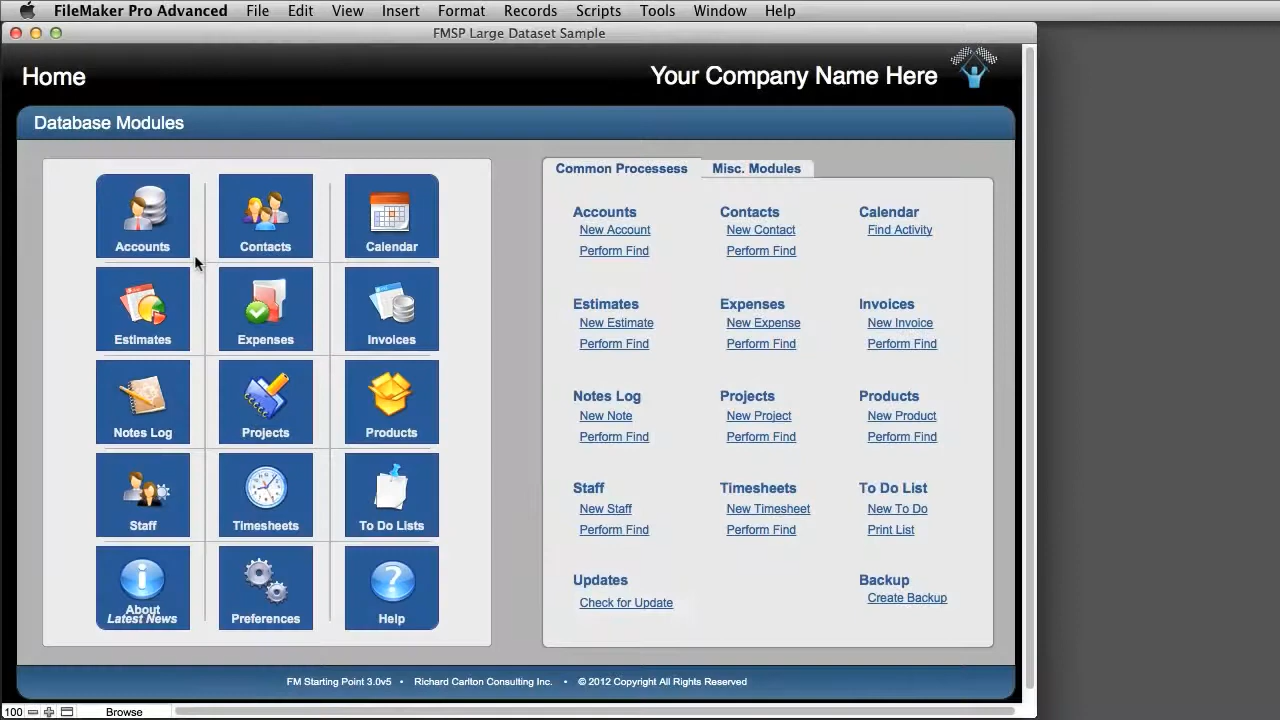 FileMaker Pro Advanced File Edit View Insert Format Records Scripts Tools Window Help
FMSP Large Dataset Sample
Home
Your Company Name Here
Database Modules
Accounts
Contacts
Calendar
Estimates
Expenses
Invoices
Notes Log
Projects
Products
Staff
Timesheets
To Do Lists
About
Latest News
Preferences
Help
Common Processess
Misc. Modules
Accounts
New Account
Perform Find
Contacts
New Contact
Perform Find
Calendar
Find Activity
Estimates
New Estimate
Perform Find
Expenses
New Expense
Perform Find
Invoices
New Invoice
Perform Find
Notes Log
New Note
Perform Find
Projects
New Project
Perform Find
Products
New Product
Perform Find
Staff
New Staff
Perform Find
Timesheets
New Timesheet
Perform Find
To Do List
New To Do
Print List
Updates
Check for Update
Backup
Create Backup
FM Starting Point 3.0v5 • Richard Carlton Consulting Inc. • © 2012 Copyright All Rights Reserved
100 Browse